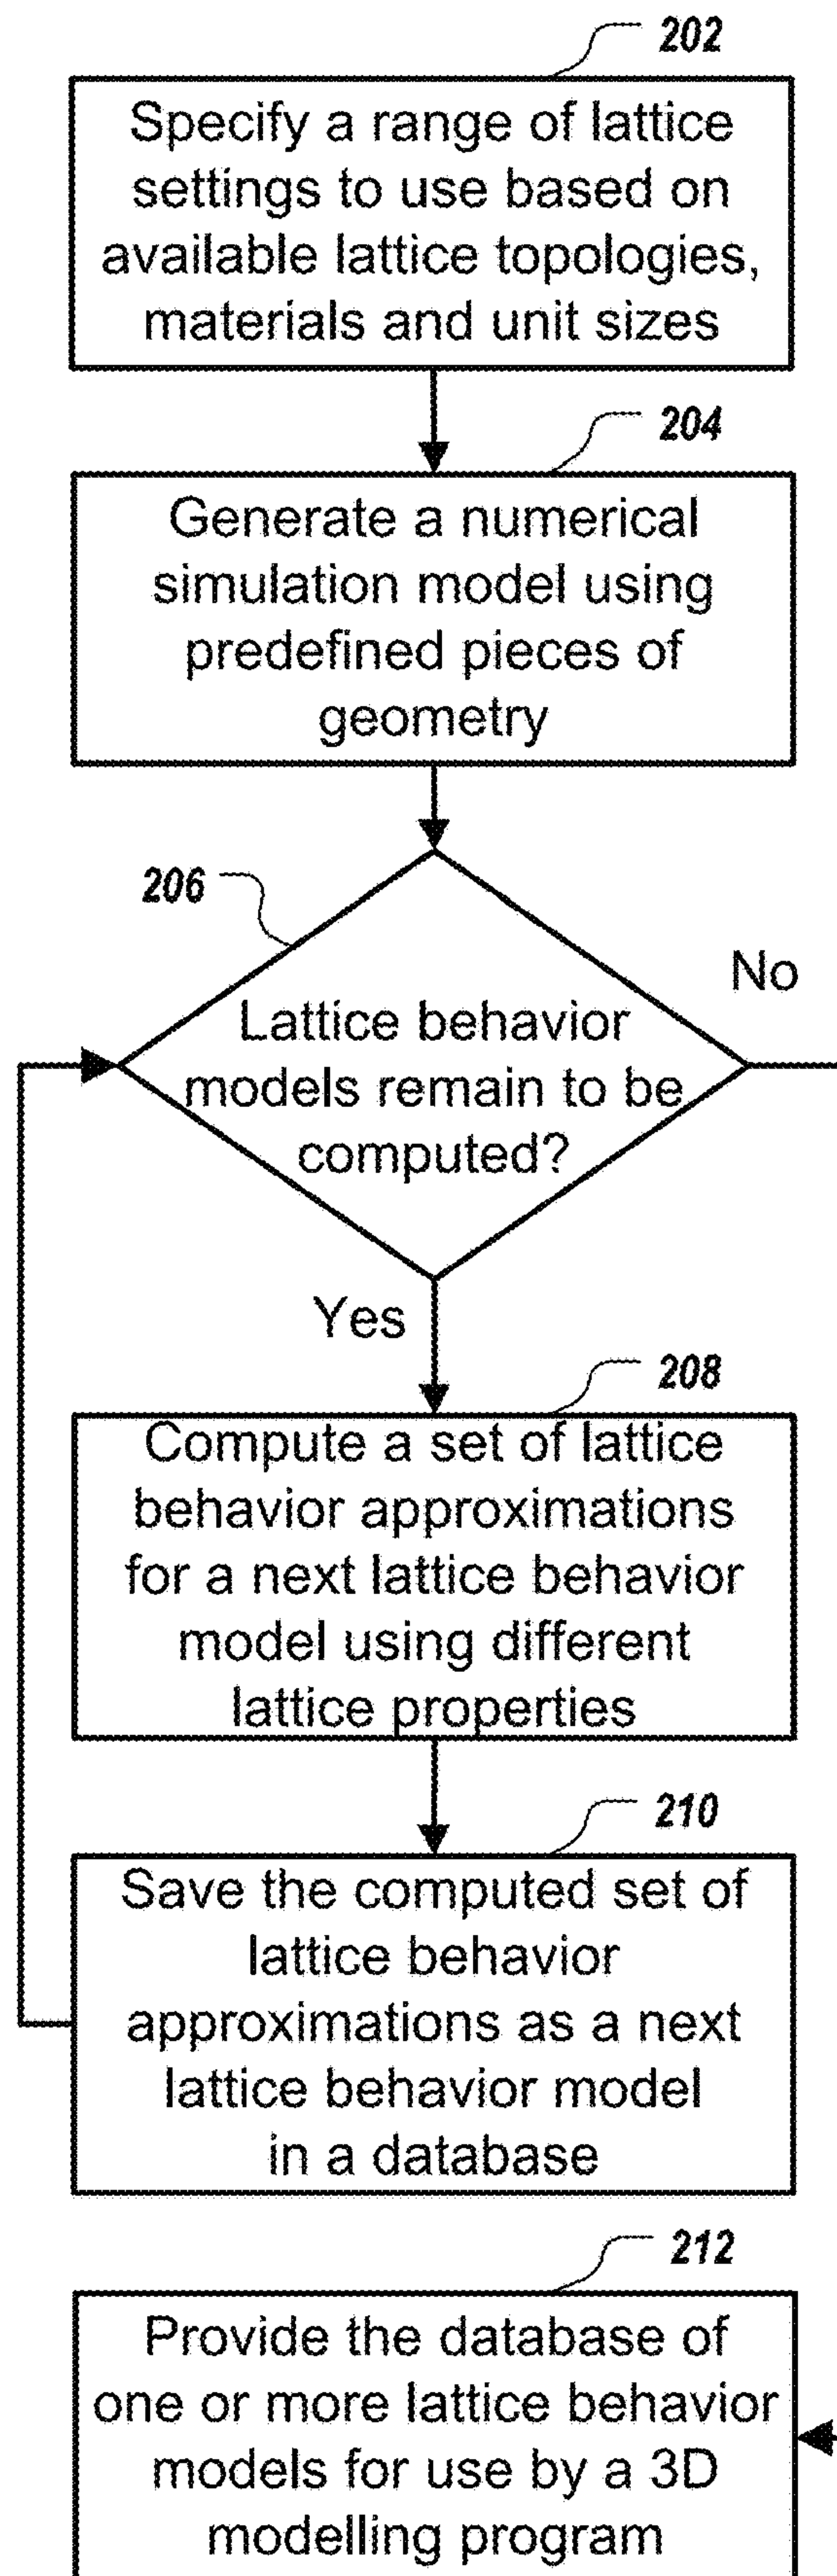 202
Specify a range of lattice
settings to use based on
available lattice topologies,
materials and unit sizes
204
Generate a numerical
simulation model using
predefined pieces of
geometry
206
No
Lattice behavior
models remain to be
computed?
Yes
208
Compute a set of lattice
behavior approximations
for a next lattice behavior
model using different
lattice properties
210
Save the computed set of
lattice behavior
approximations as a next
lattice behavior model
in a database
212
Provide the database of
one or more lattice behavior
models for use by a 3D
modelling program